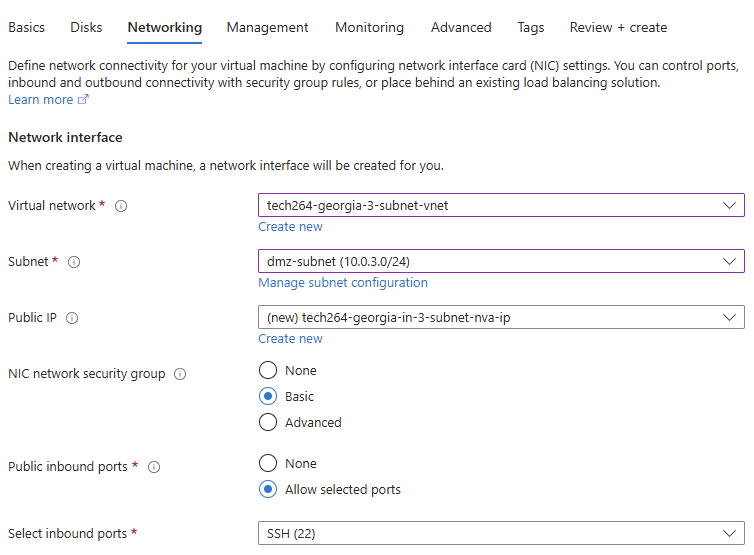 Basics Disks Networking Management Monitoring Advanced Tags Review + create
Define network connectivity for your virtual machine by configuring network interface card (NIC) settings. You can control ports,
inbound and outbound connectivity with security group rules, or place behind an existing load balancing solution.
Learn more
Network interface
When creating a virtual machine, a network interface will be created for you.
Virtual network * tech264-georgia-3-subnet-vnet
Create new
Subnet * dmz-subnet (10.0.3.0/24)
Manage subnet configuration
Public IP (new) tech264-georgia-in-3-subnet-nva-ip
Create new
NIC network security group None
Basic
Advanced
Public inbound ports * None
Allow selected ports
Select inbound ports * SSH (22)